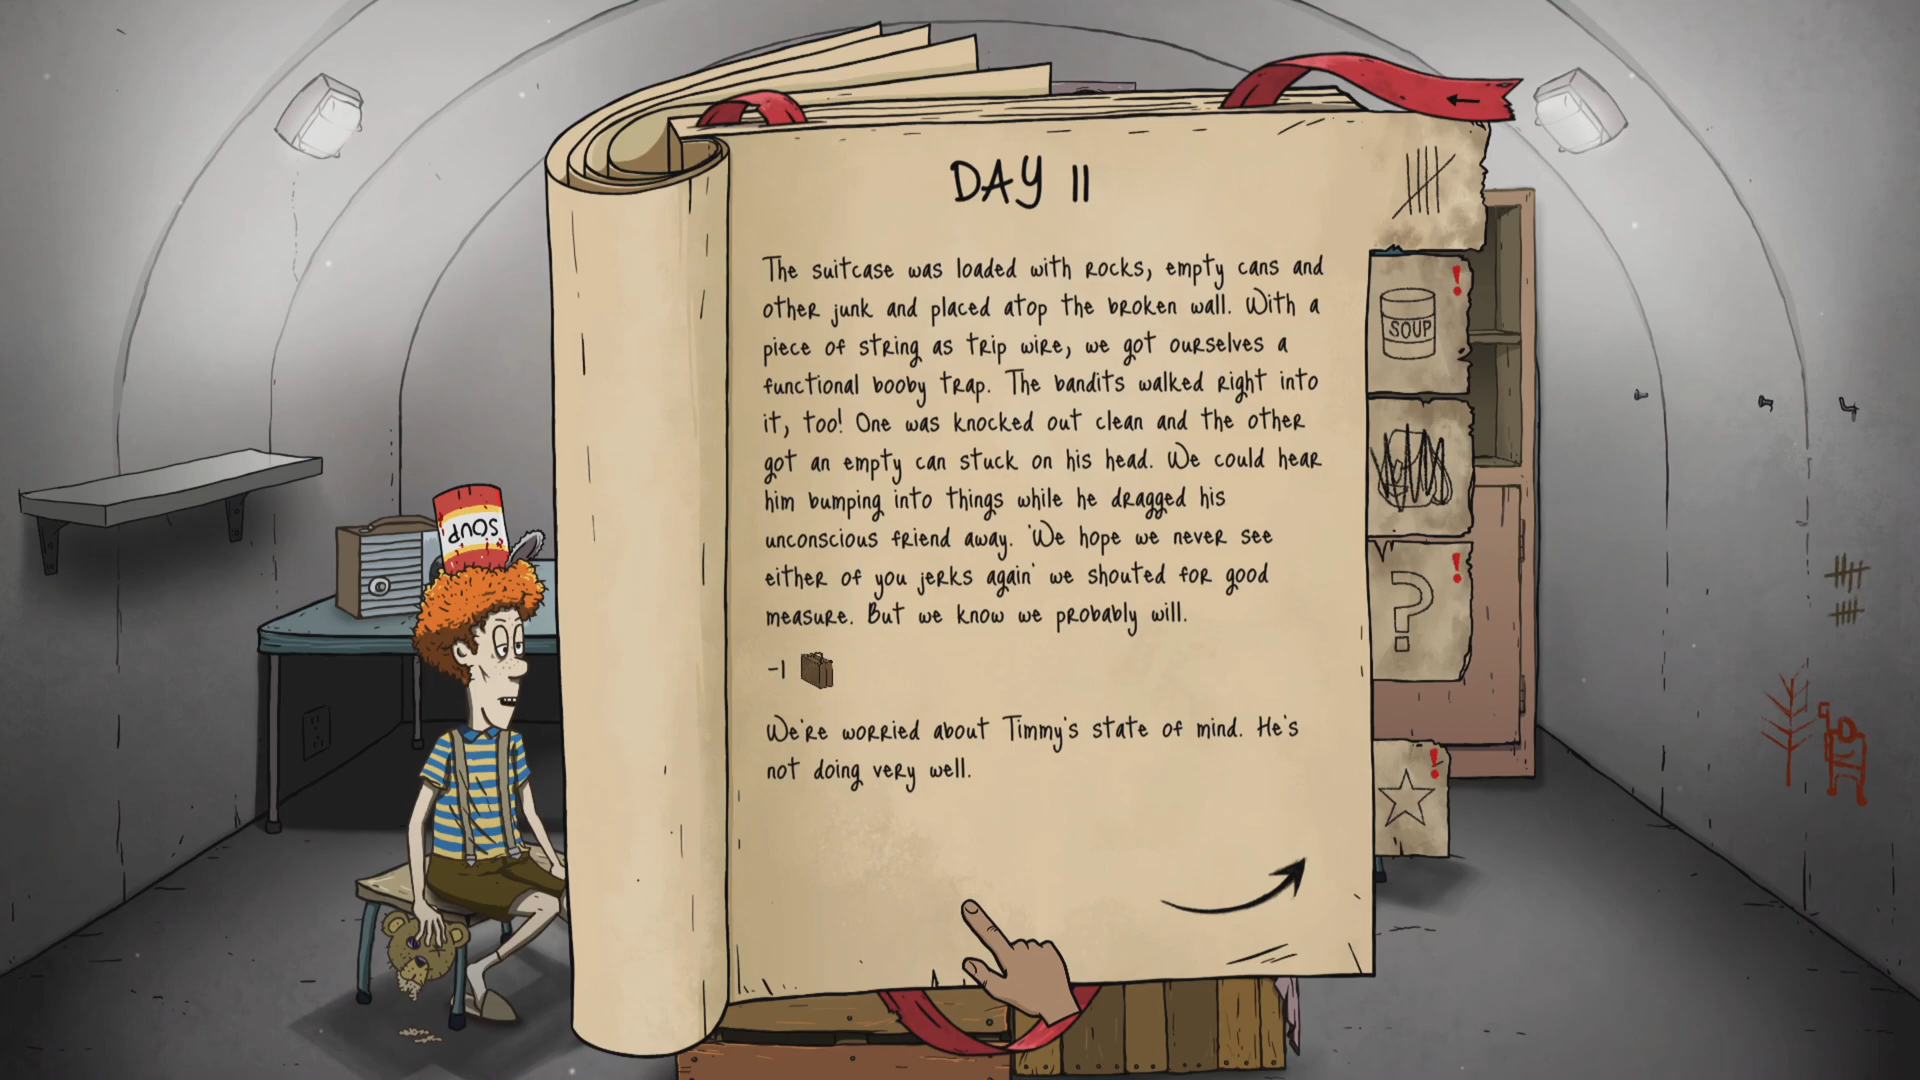 DAY 11
The suitcase was loaded with rocks, empty cans and
other junk and placed atop the broken wall. With a
piece of string as trip wire, we got ourselves a
functional booby trap. The bandits walked right into
it, too! One was knocked out clean and the other
got an empty can stuck on his head. We could hear
him bumping into things while he dragged his
unconscious friend away. 'We hope we never see
either of you jerks again' we shouted for good
measure. But we know we probably will.
-1
We're worried about Timmy's state of mind. He's
not doing very well.
!
SOUP
!
?
!
SOUP